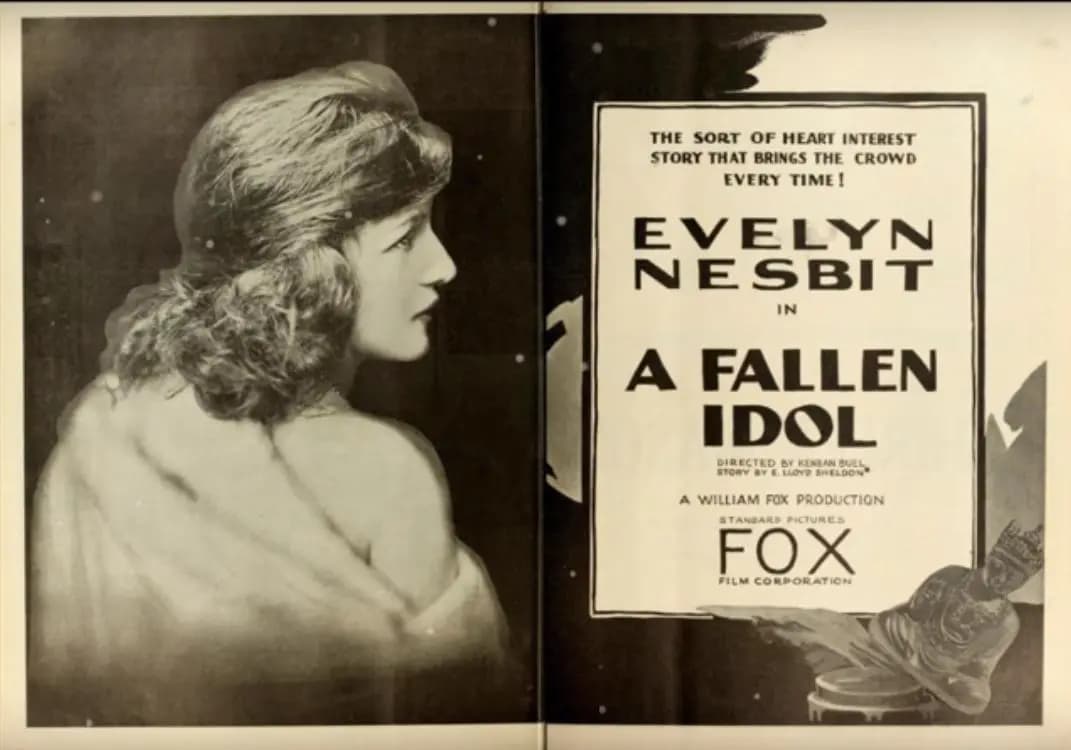 THE SORT OF HEART INTEREST
STORY THAT BRINGS THE CROWD
EVERY TIME!
EVELYN
NESBIT
IN
A FALLEN
IDOL
DIRECTED BY KENEAN BUEL
STORY BY E. LLOYD SHELDON
A WILLIAM FOX PRODUCTION
STANDARD PICTURES
FOX
FILM CORPORATION